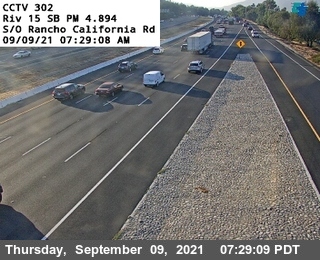 CCTV 302
Riv 15 SB PM 4.894
S/O Rancho California Rd
09/09/21 07:29:08 AM
Thursday, September 09, 2021 07:29:09 PDT